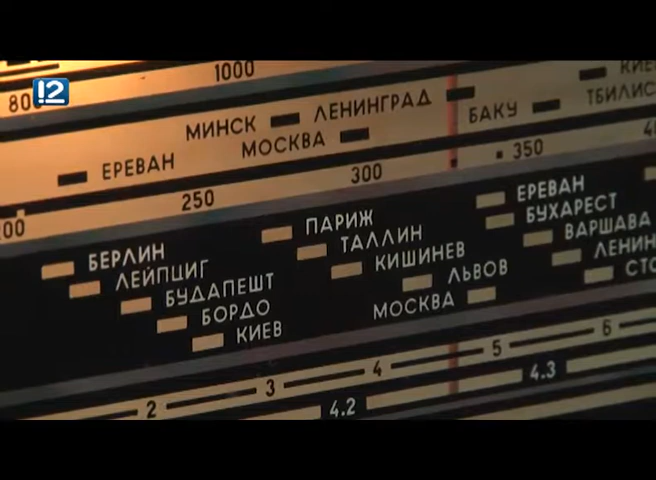 12
800
1000
МИНСК
ЛЕНИНГРАД
БАКУ
ЕРЕВАН
МОСКВА
250
300
350
ПАРИЖ
ЕРЕВАН
БЕРЛИН
ТАЛЛИН
БУХАРЕСТ
ЛЕЙПЦИГ
КИШИНЕВ
ВАРШАВА
БУДАПЕШТ
ЛЬВОВ
БОРДО
МОСКВА
КИЕВ
2 3 4 5 6
4.2 4.3